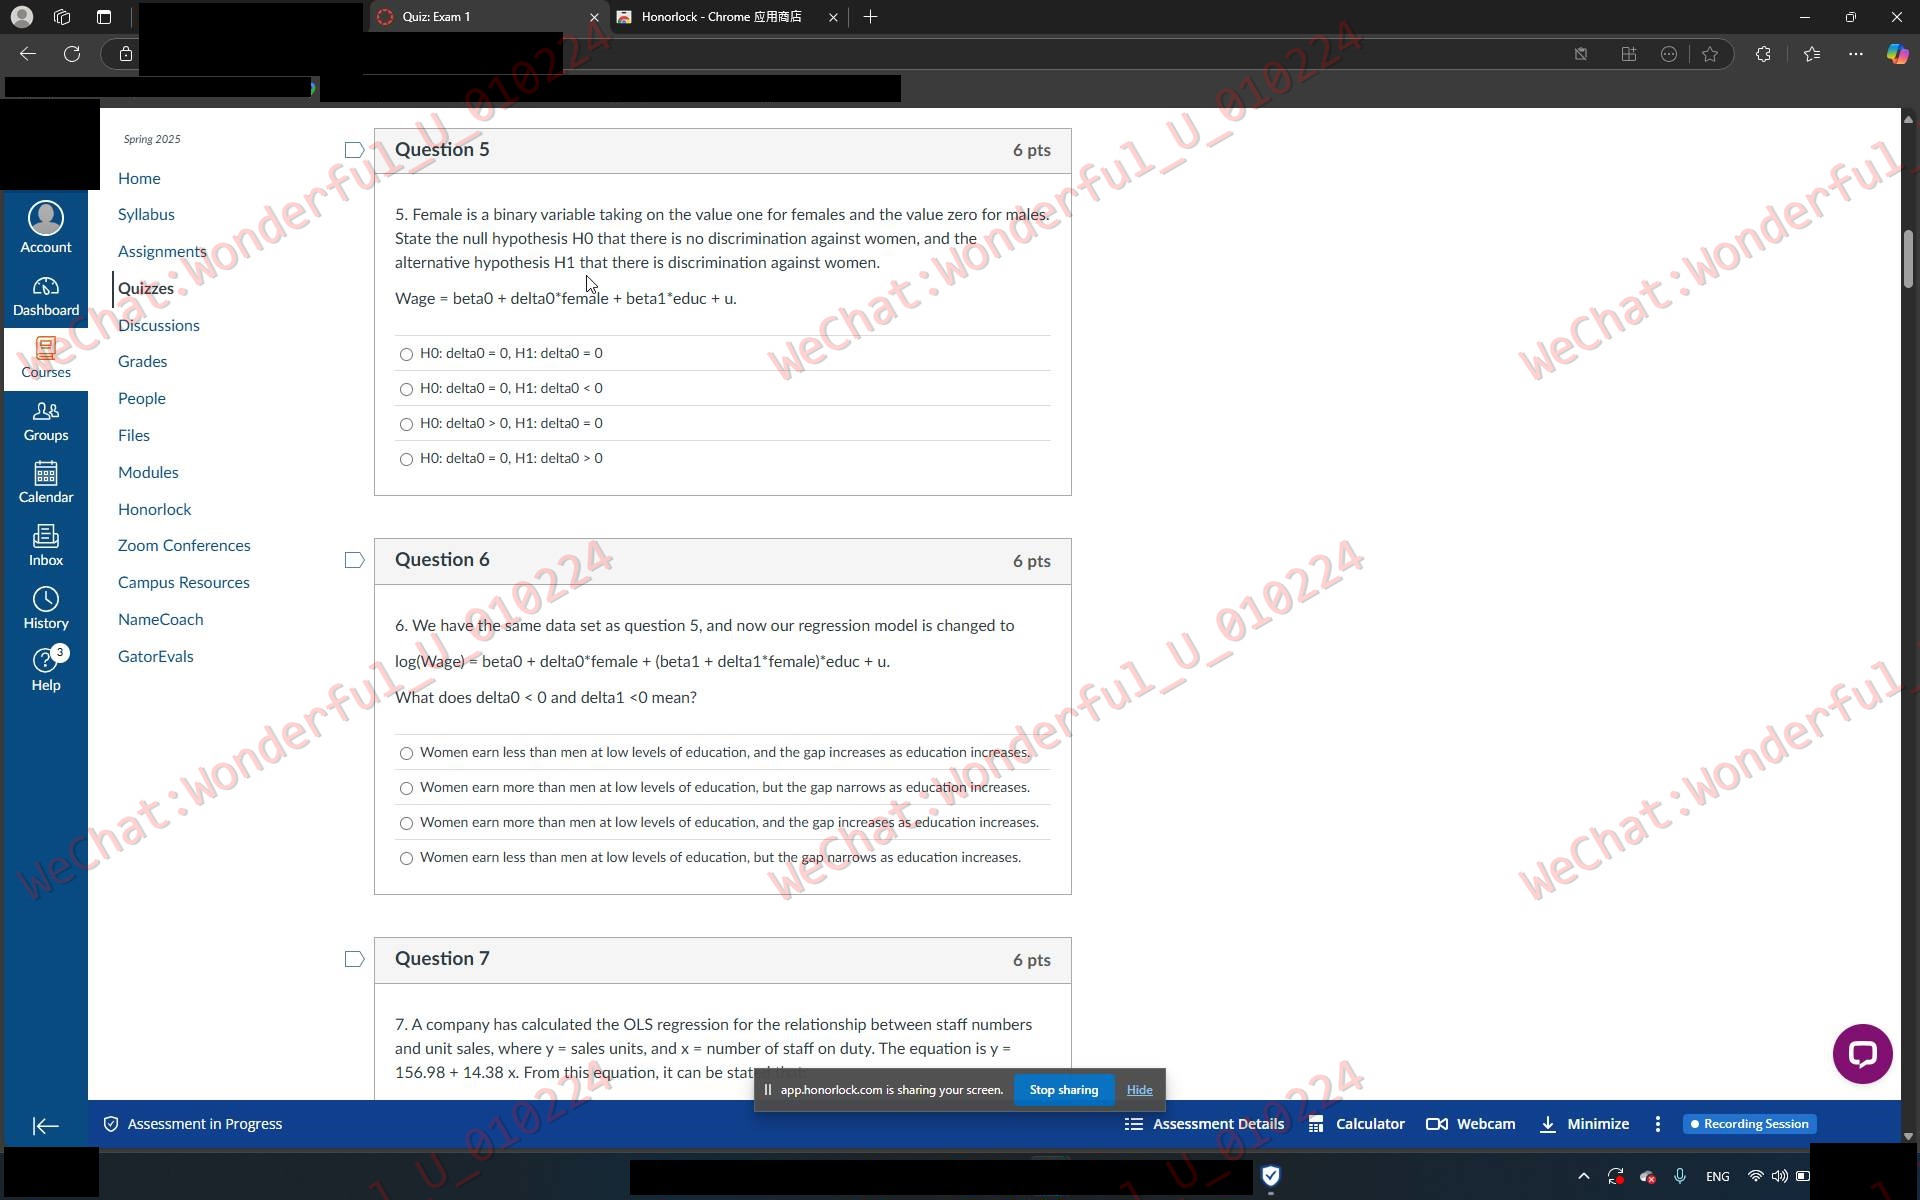 Quiz: Exam 1
Honorlock - Chrome 应用商店
Spring 2025
Home
Syllabus
Assignments
Quizzes
Discussions
Grades
People
Files
Modules
Honorlock
Zoom Conferences
Campus Resources
NameCoach
GatorEvals
Account
Dashboard
Courses
Groups
Calendar
Inbox
History
3
Help
Question 5
6 pts
5. Female is a binary variable taking on the value one for females and the value zero for males.
State the null hypothesis H0 that there is no discrimination against women, and the
alternative hypothesis H1 that there is discrimination against women.
Wage = beta0 + delta0*female + beta1*educ + u.
H0: delta0 = 0, H1: delta0 = 0
H0: delta0 = 0, H1: delta0 < 0
H0: delta0 > 0, H1: delta0 = 0
H0: delta0 = 0, H1: delta0 > 0
Question 6
6 pts
6. We have the same data set as question 5, and now our regression model is changed to
log(Wage) = beta0 + delta0*female + (beta1 + delta1*female)*educ + u.
What does delta0 < 0 and delta1 <0 mean?
Women earn less than men at low levels of education, and the gap increases as education increases.
Women earn more than men at low levels of education, but the gap narrows as education increases.
Women earn more than men at low levels of education, and the gap increases as education increases.
Women earn less than men at low levels of education, but the gap narrows as education increases.
Question 7
6 pts
7. A company has calculated the OLS regression for the relationship between staff numbers
and unit sales, where y = sales units, and x = number of staff on duty. The equation is y =
156.98 + 14.38 x. From this equation, it can be stated that:
app.honorlock.com is sharing your screen.
Stop sharing
Hide
Assessment in Progress
Assessment Details
Calculator
Webcam
Minimize
Recording Session
ENG
WeChat:Wonderful_U_010224
WeChat:Wonderful_U_010224
WeChat:Wonderful
WeChat:Wonderful_U_010224
WeChat:Wonderful_U_010224
WeChat:Wonderful
U_010224
U_010224